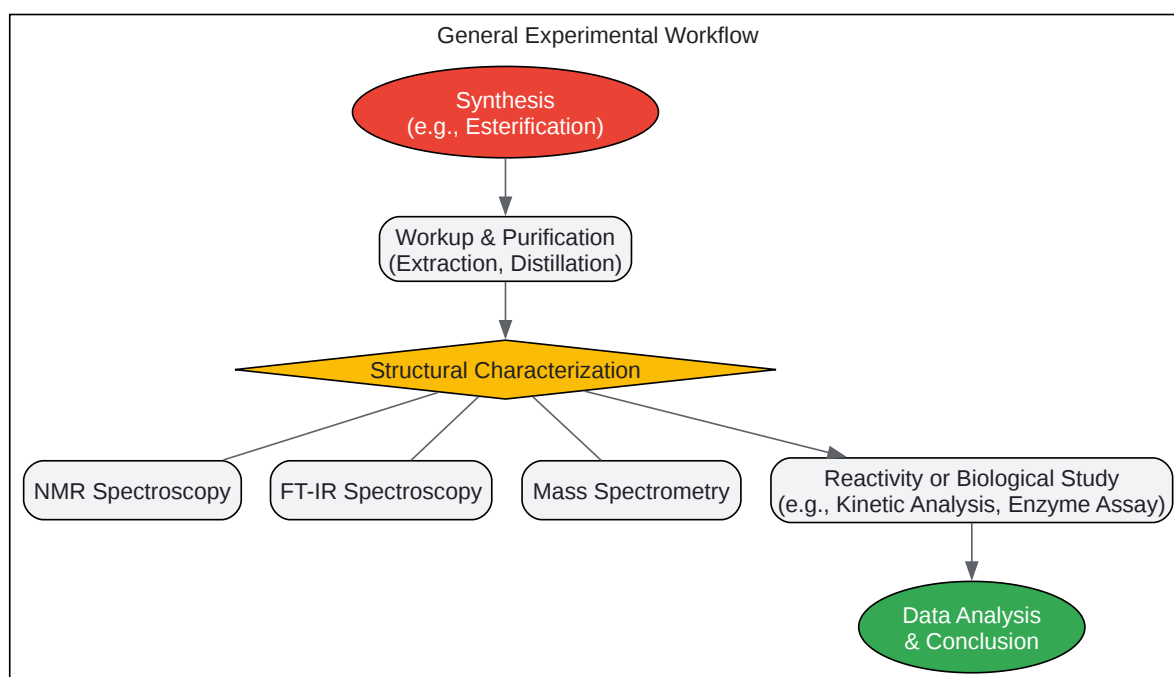 General Experimental Workflow
Synthesis
(e.g., Esterification)
Workup & Purification
(Extraction, Distillation)
Structural Characterization
NMR Spectroscopy
FT-IR Spectroscopy
Mass Spectrometry
Reactivity or Biological Study
(e.g., Kinetic Analysis, Enzyme Assay)
Data Analysis
& Conclusion